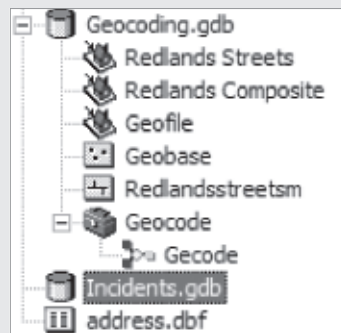 Geocoding.gdb
Redlands Streets
Redlands Composite
Geofile
Geobase
Redlandsstreetsm
Geocode
Gecode
Incidents.gdb
address.dbf